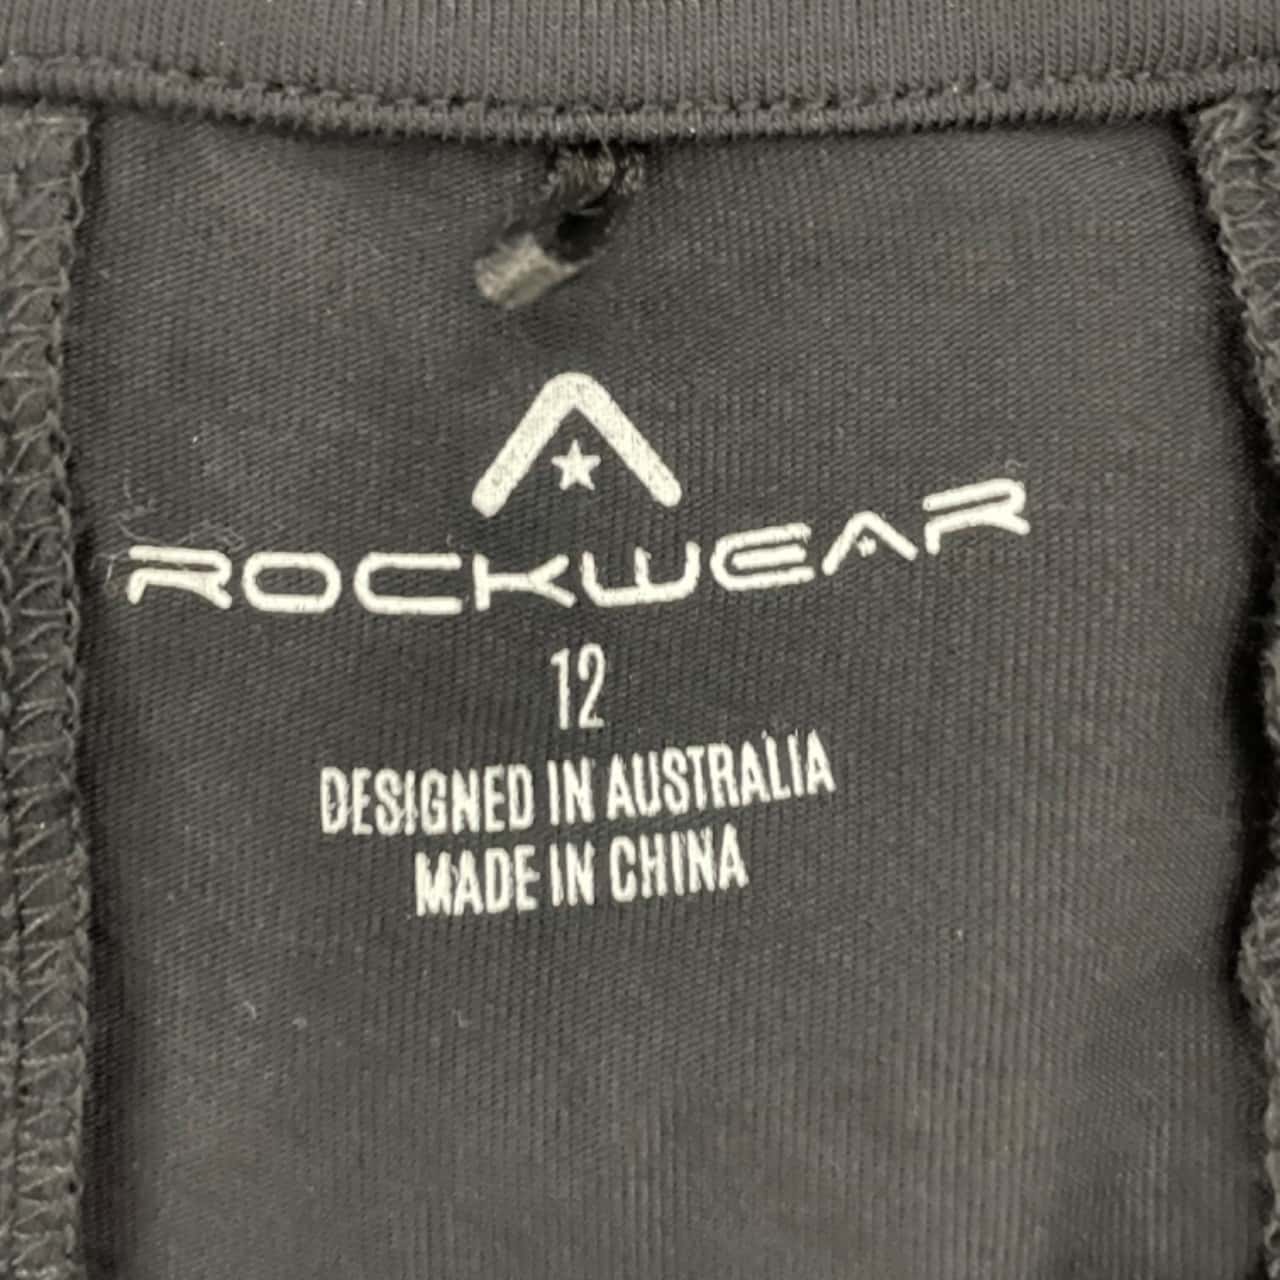 ROCKWEAR
12
DESIGNED IN AUSTRALIA
MADE IN CHINA